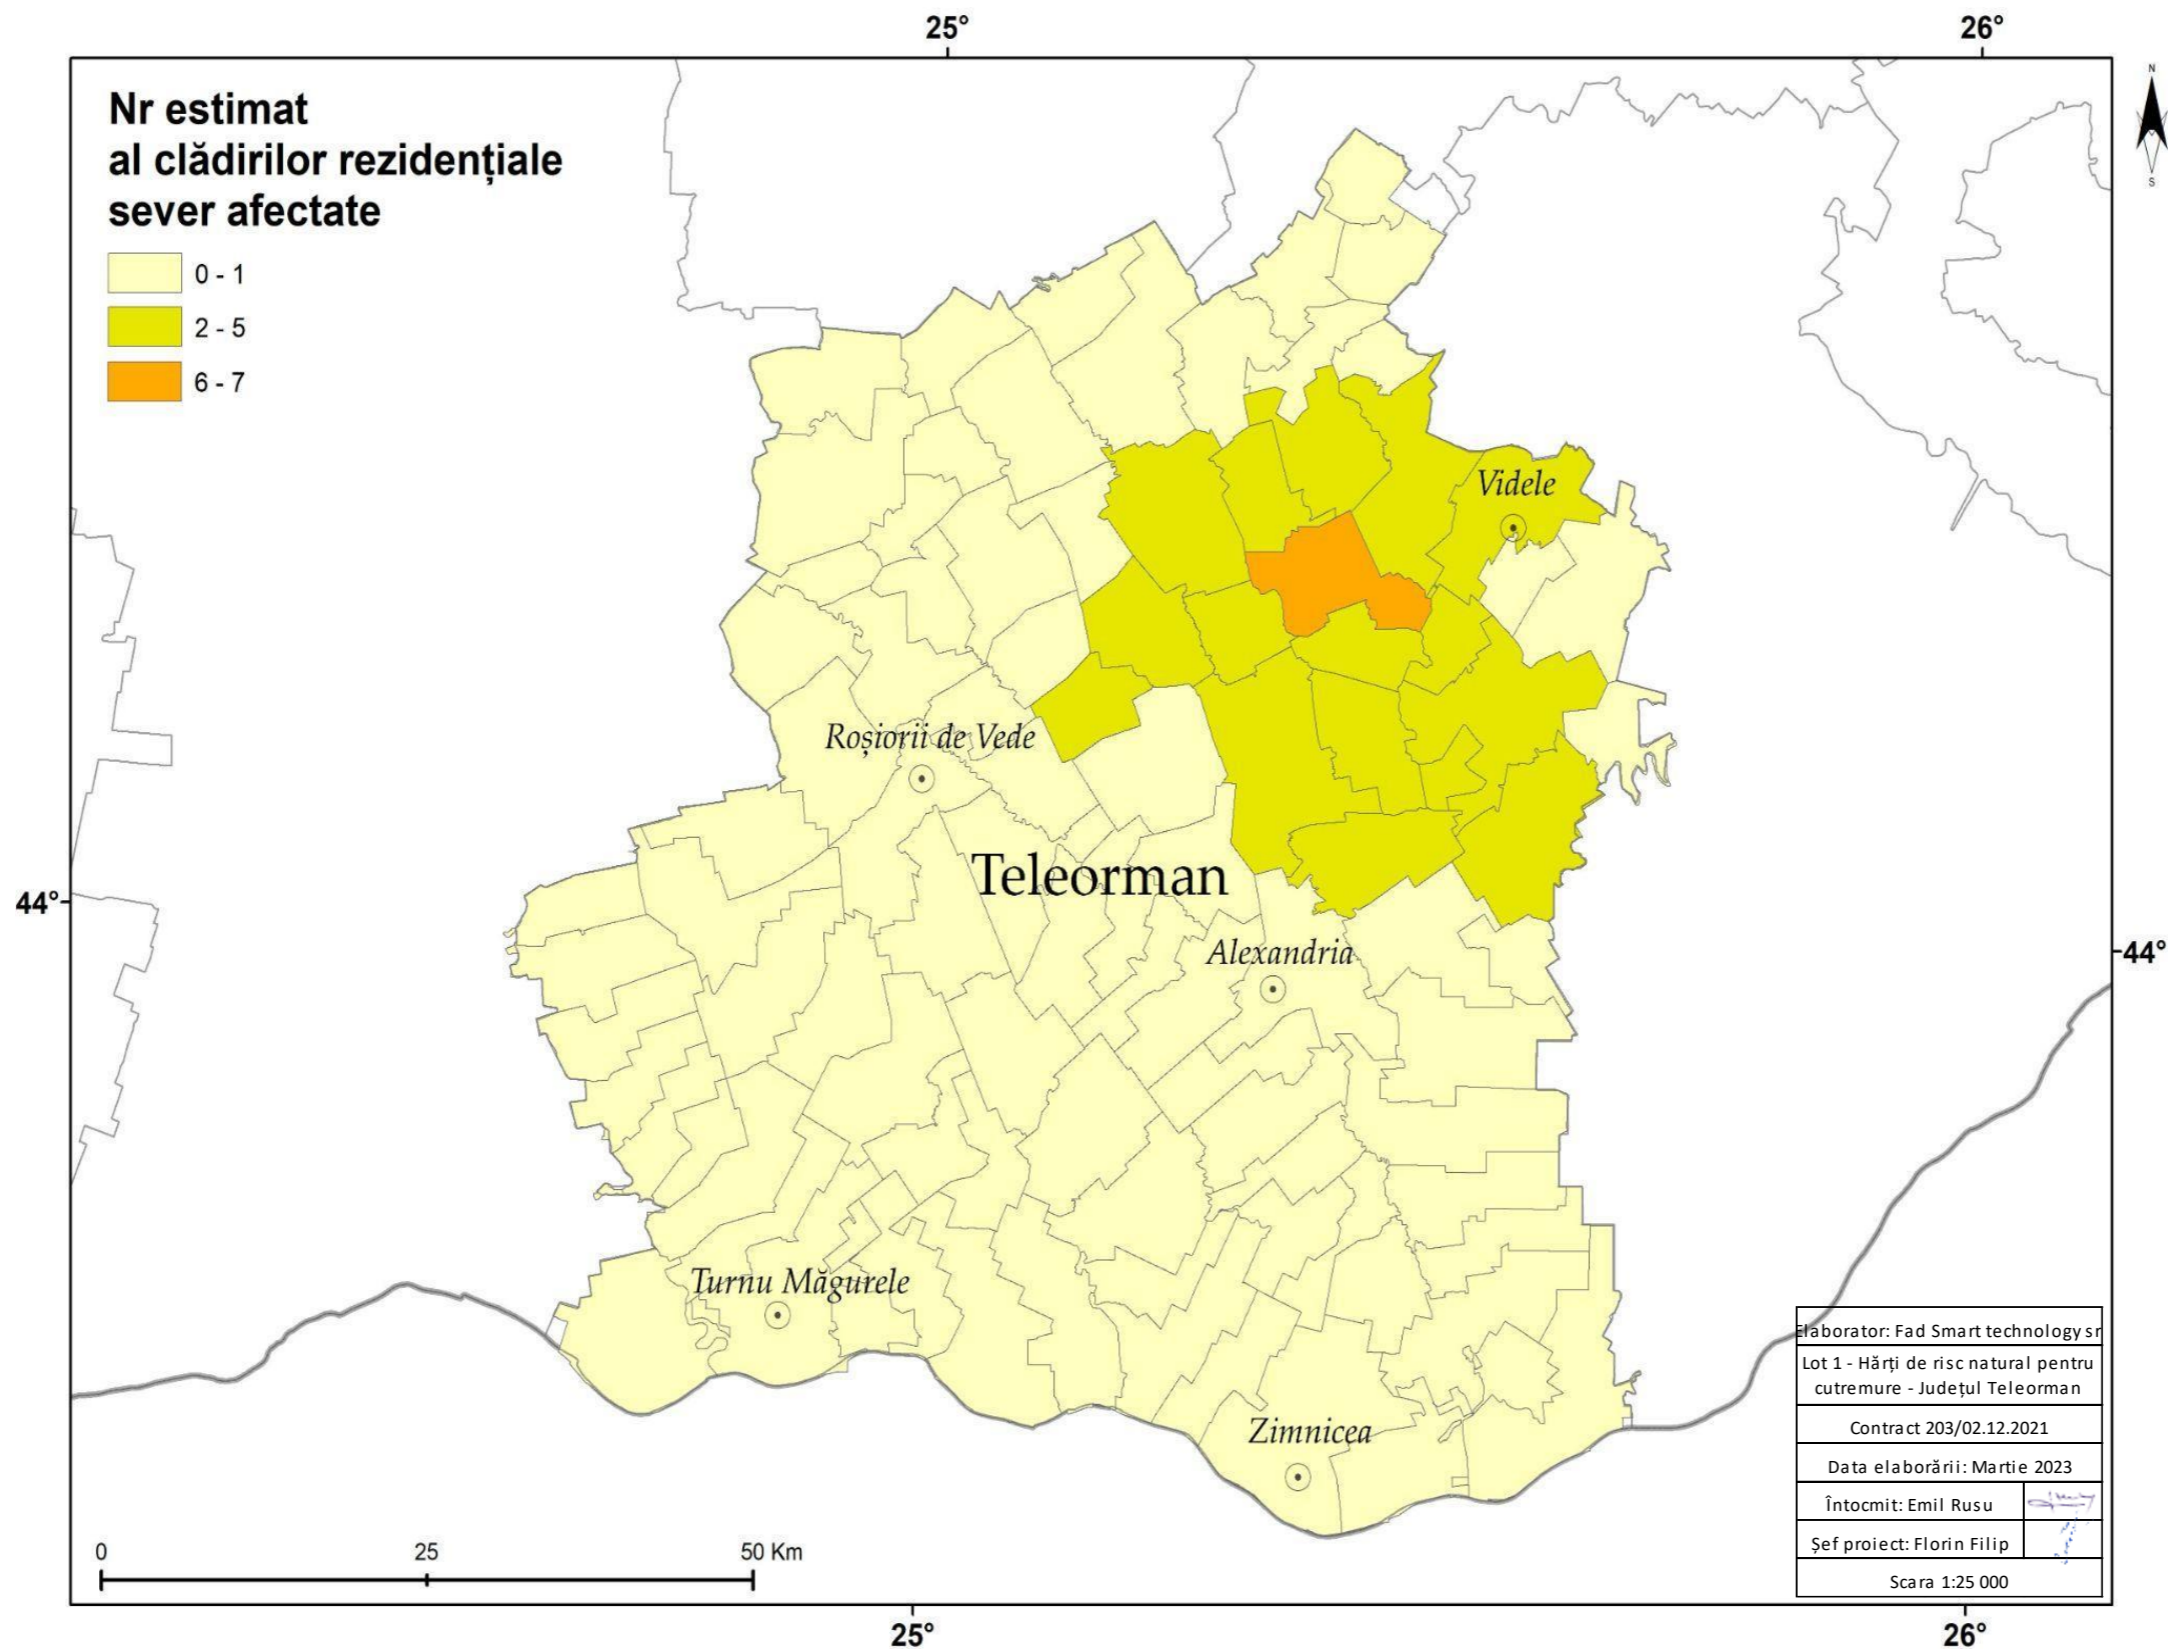 25°
26°
N
S
Nr estimat
al clădirilor rezidențiale
sever afectate
0 - 1
2 - 5
6 - 7
Videle
Roșiorii de Vede
Teleorman
44°
Alexandria
44°
Turnu Măgurele
Zimnicea
Elaborator: Fad Smart technology sr
Lot 1 - Hărți de risc natural pentru
cutremure - Județul Teleorman
Contract 203/02.12.2021
Data elaborării: Martie 2023
Întocmit: Emil Rusu
Șef proiect: Florin Filip
Scara 1:25 000
0 25 50 Km
25°
26°